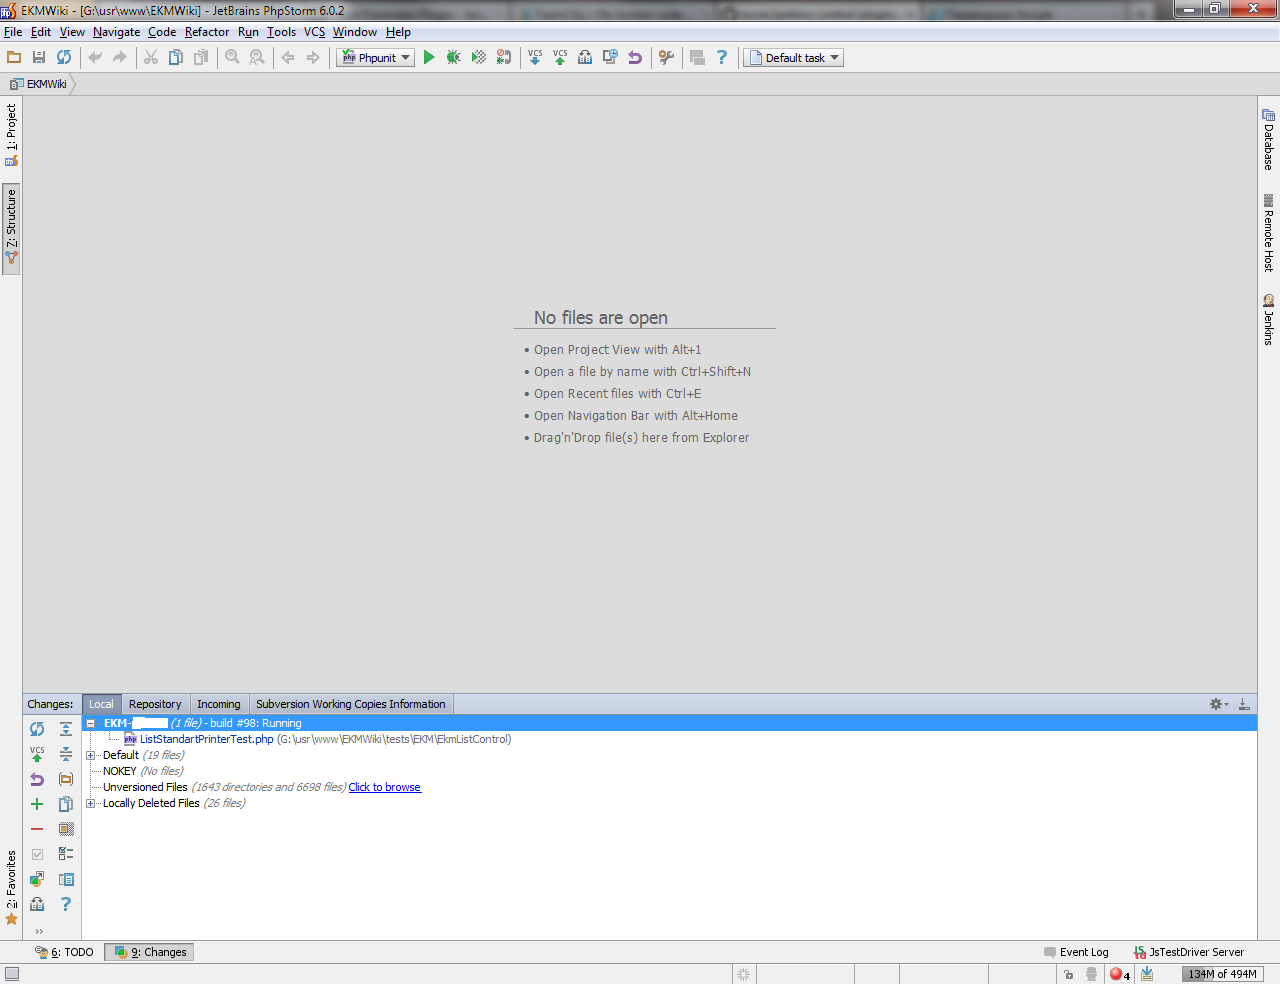 EKMWiki - [G:\usr\www\EKMWiki] - JetBrains PhpStorm 6.0.2
File Edit View Navigate Code Refactor Run Tools VCS Window Help
Phpunit Default task
EKMWiki
1: Project
Z: Structure
2: Favorites
Database
Remote Host
Jenkins
No files are open
• Open Project View with Alt+1
• Open a file by name with Ctrl+Shift+N
• Open Recent files with Ctrl+E
• Open Navigation Bar with Alt+Home
• Drag'n'Drop file(s) here from Explorer
Changes: Local Repository Incoming Subversion Working Copies Information
EKM- (1 file) - build #98: Running
ListStandartPrinterTest.php (G:\usr\www\EKMWiki\tests\EKM\EkmListControl)
Default (19 files)
NOKEY (No files)
Unversioned Files (1643 directories and 6698 files) Click to browse
Locally Deleted Files (26 files)
6: TODO 9: Changes Event Log JsTestDriver Server
4 134M of 494M